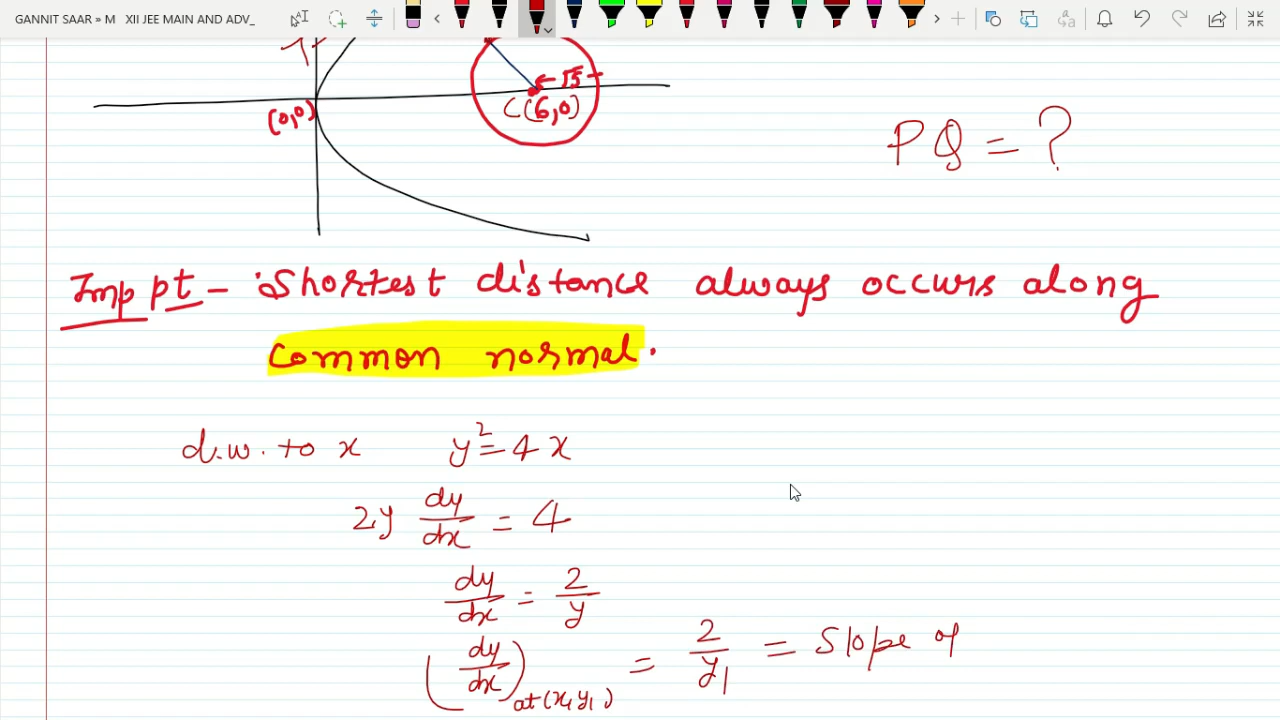 GANNIT SAAR » M XII JEE MAIN AND ADV_
√5
(0,0)
C(6,0)
PQ = ?
Imp pt - Shortest distance always occurs along
common normal.
d.w. to x y² = 4x
2y dy/dx = 4
dy/dx = 2/y
(dy/dx) at (x₁ y₁) = 2/y₁ = Slope of